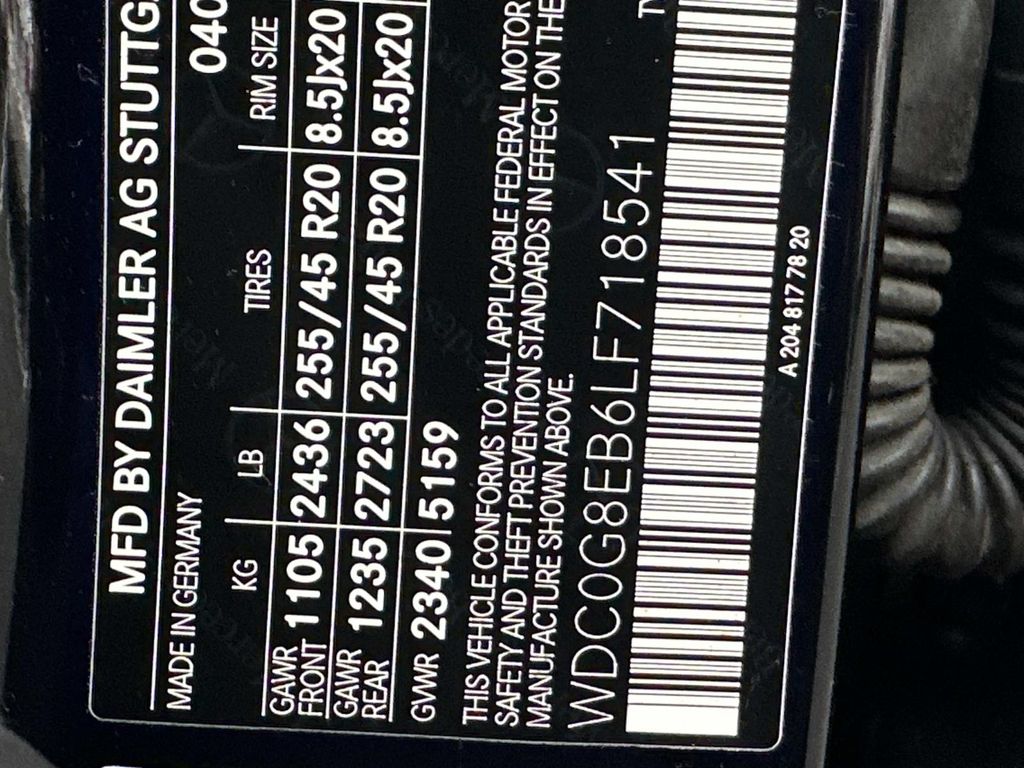 MFD BY DAIMLER AG STUTTG
MADE IN GERMANY 040
KG LB TIRES RIM SIZE
GAWR FRONT 1105 2436 255/45 R20 8.5Jx20
GAWR REAR 1235 2723 255/45 R20 8.5Jx20
GVWR 2340 5159
THIS VEHICLE CONFORMS TO ALL APPLICABLE FEDERAL MOTOR
SAFETY AND THEFT PREVENTION STANDARDS IN EFFECT ON THE
MANUFACTURE SHOWN ABOVE.
WDC0G8EB6LF718541
A 204 817 78 20